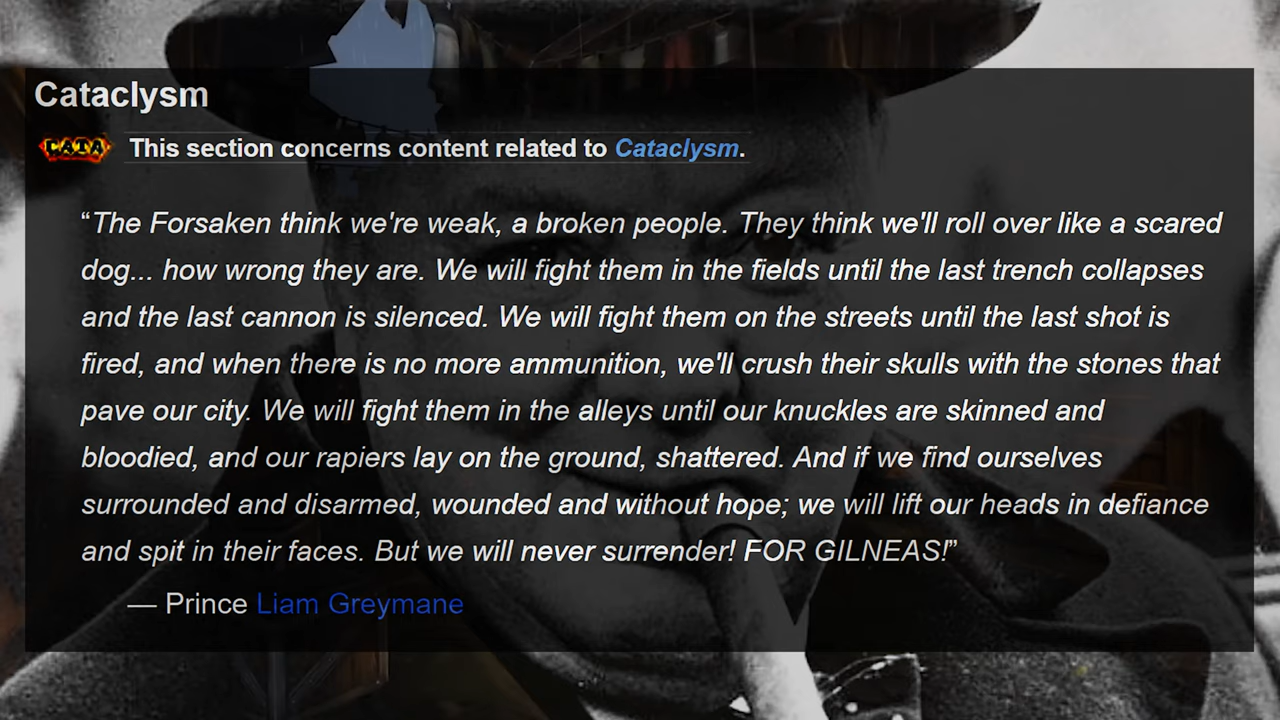 Cataclysm
CATA This section concerns content related to Cataclysm.
“The Forsaken think we're weak, a broken people. They think we'll roll over like a scared
dog... how wrong they are. We will fight them in the fields until the last trench collapses
and the last cannon is silenced. We will fight them on the streets until the last shot is
fired, and when there is no more ammunition, we'll crush their skulls with the stones that
pave our city. We will fight them in the alleys until our knuckles are skinned and
bloodied, and our rapiers lay on the ground, shattered. And if we find ourselves
surrounded and disarmed, wounded and without hope; we will lift our heads in defiance
and spit in their faces. But we will never surrender! FOR GILNEAS!”
— Prince Liam Greymane